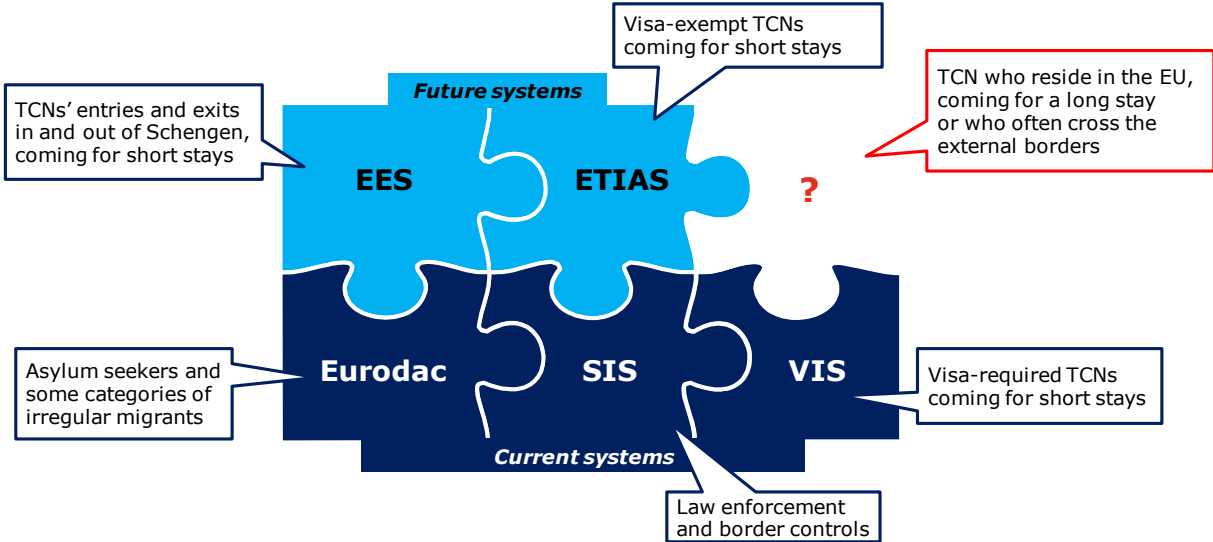 Visa-exempt TCNs
coming for short stays
TCN who reside in the EU,
coming for a long stay
or who often cross the
external borders
Future systems
TCNs’ entries and exits
in and out of Schengen,
coming for short stays
EES
ETIAS
?
Asylum seekers and
some categories of
irregular migrants
Eurodac
SIS
VIS
Visa-required TCNs
coming for short stays
Current systems
Law enforcement
and border controls